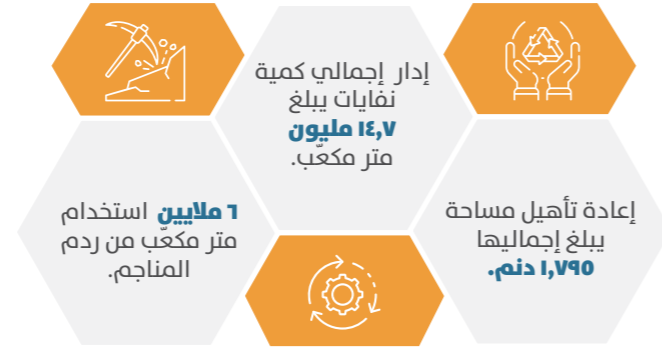 إعادة تأهيل مساحة
يبلغ إجماليها
١,٧٩٥ دنم.
إدار إجمالي كمية
نفايات يبلغ
١٤,٧ مليون
متر مكعّب.
٦ ملايين استخدام
متر مكعّب من ردم
المناجم.